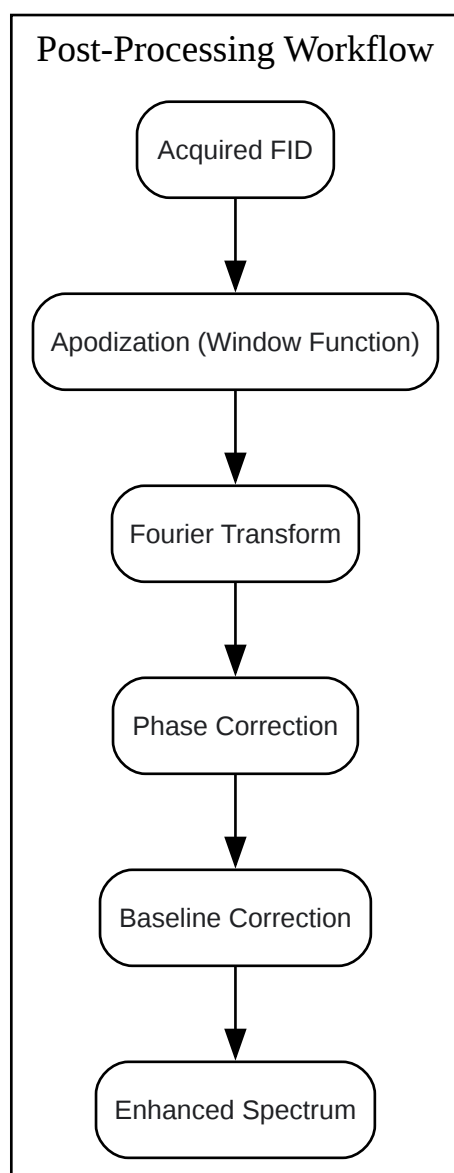 Post-Processing Workflow
Acquired FID
Apodization (Window Function)
Fourier Transform
Phase Correction
Baseline Correction
Enhanced Spectrum